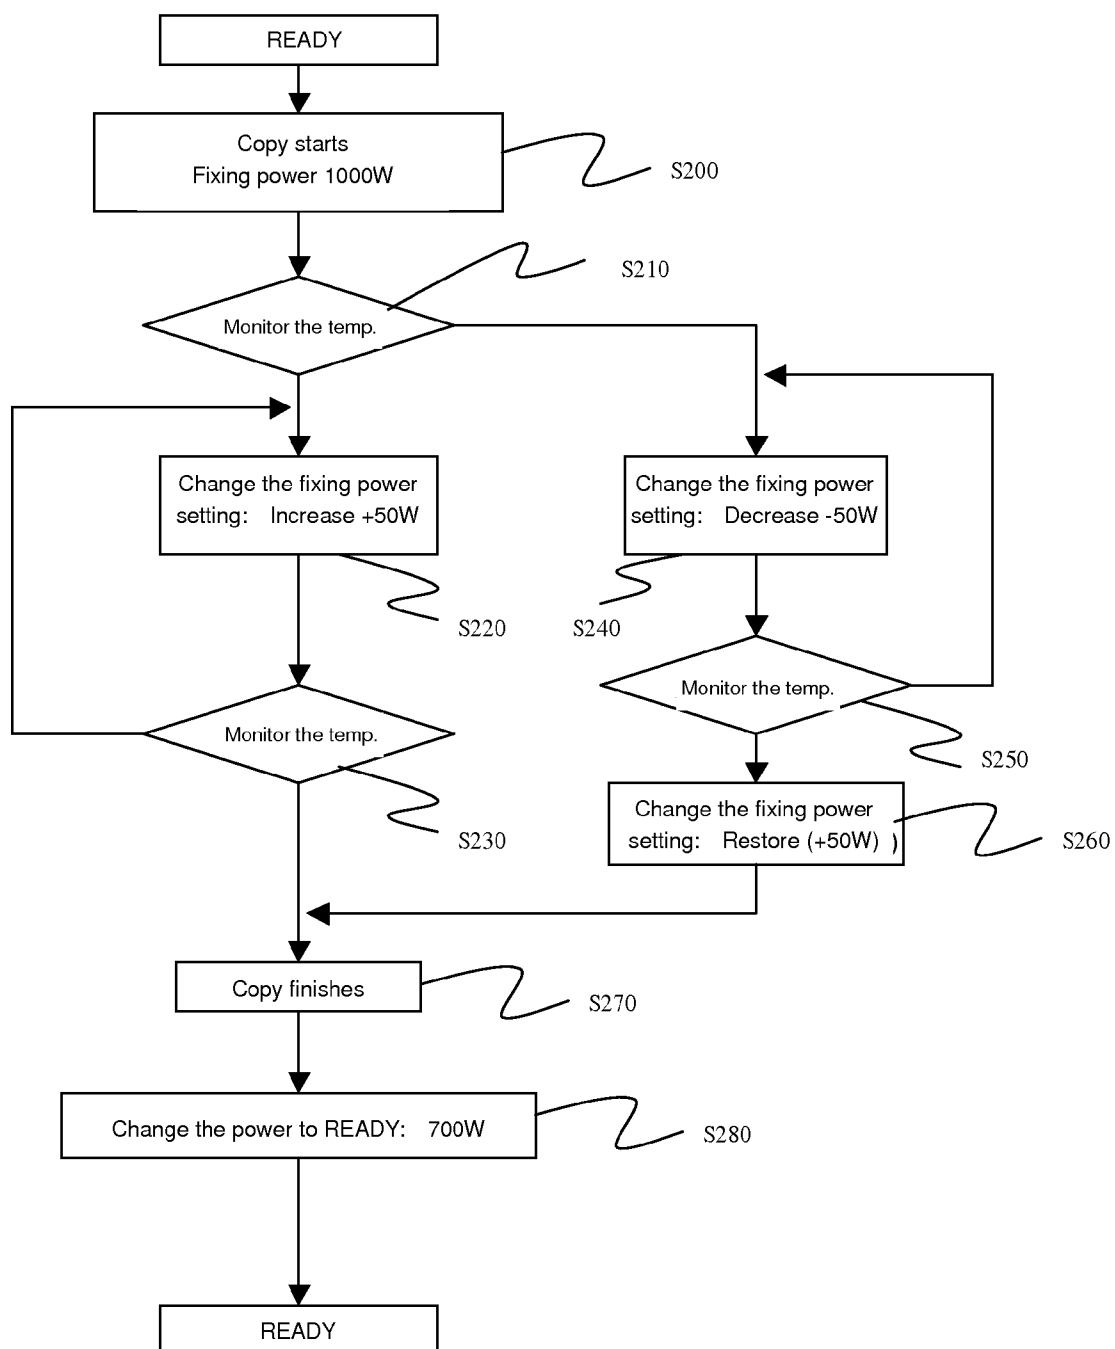 READY
Copy starts
Fixing power 1000W
S200
S210
Monitor the temp.
Change the fixing power
setting: Increase +50W
S220
Change the fixing power
setting: Decrease -50W
S240
Monitor the temp.
S230
Monitor the temp.
S250
Change the fixing power
setting: Restore (+50W) )
S260
Copy finishes
S270
Change the power to READY: 700W
S280
READY